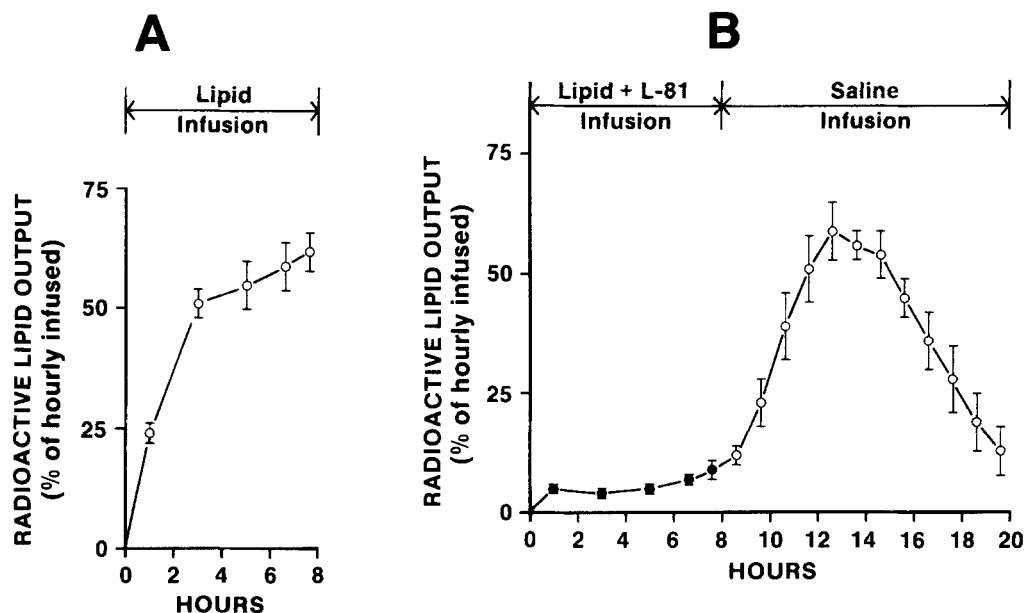 A
Lipid
Infusion
RADIOACTIVE LIPID OUTPUT
(% of hourly infused)
75
50
25
0
0 2 4 6 8
HOURS
B
Lipid + L-81
Infusion
Saline
Infusion
RADIOACTIVE LIPID OUTPUT
(% of hourly infused)
75
50
25
0
0 2 4 6 8 10 12 14 16 18 20
HOURS